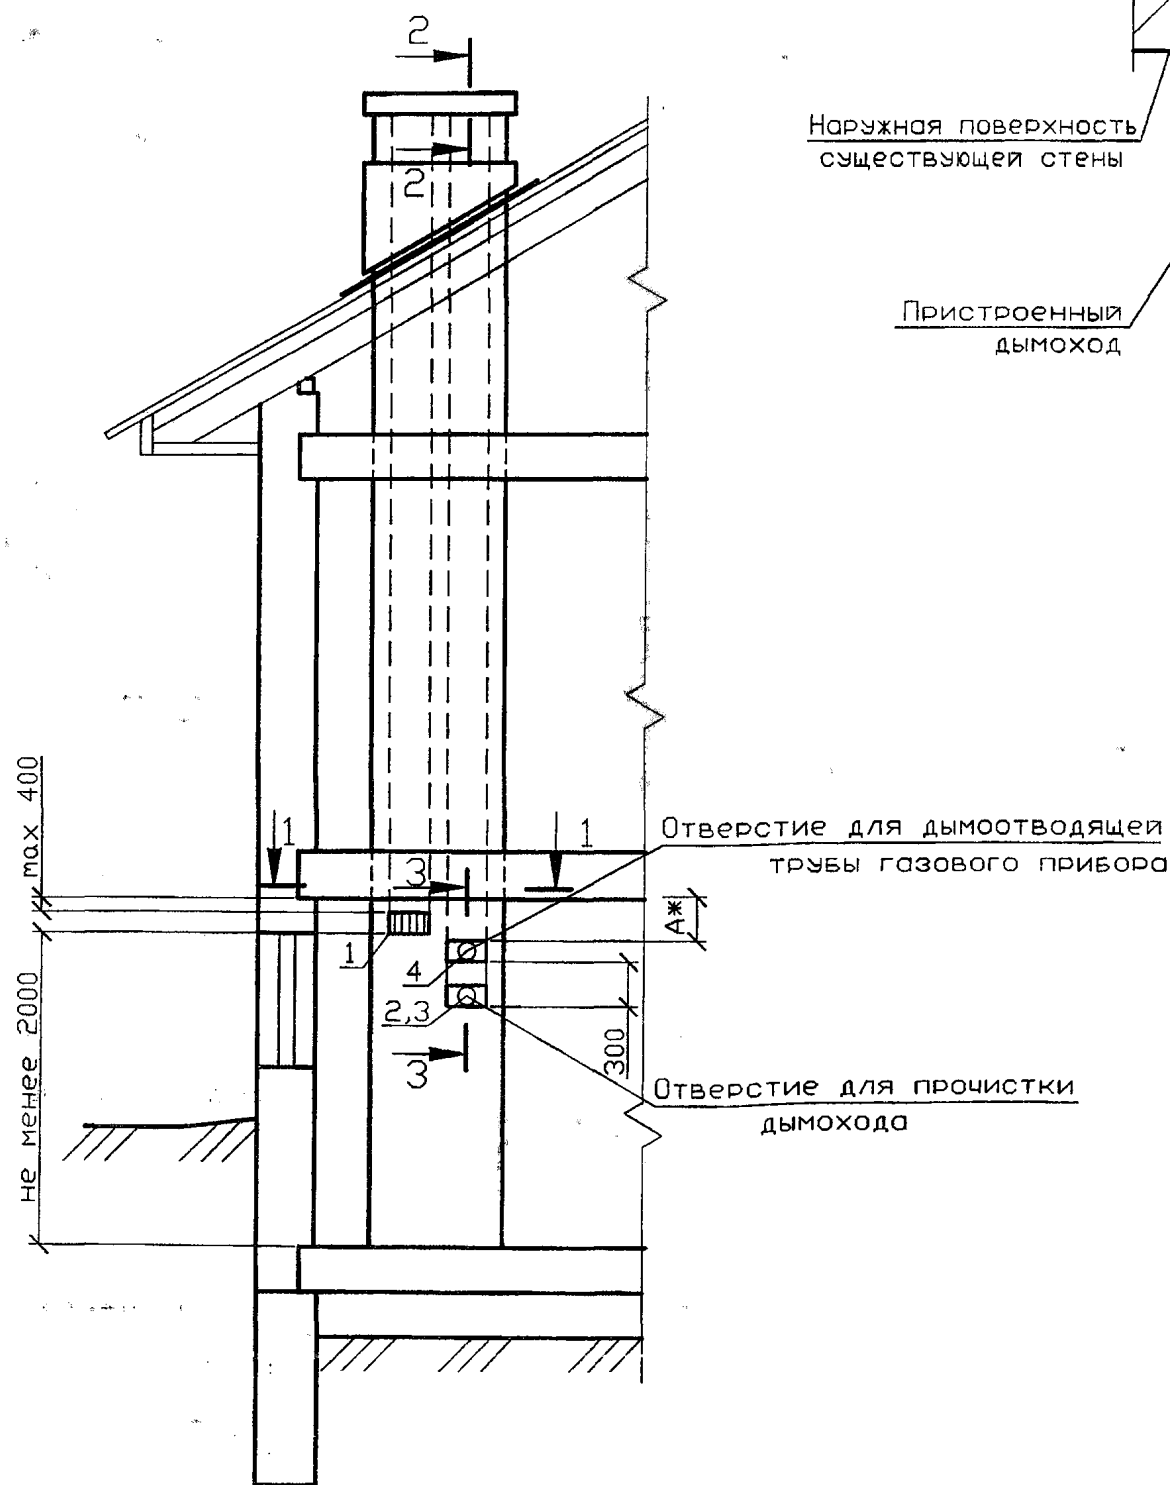 2
Наружная поверхность
существующей стены
2
Пристроенный
дымоход
max 400
1
1
Отверстие для дымоотводящей
трубы газового прибора
3
А*
1
4
2,3
не менее 2000
300
3
Отверстие для прочистки
дымохода